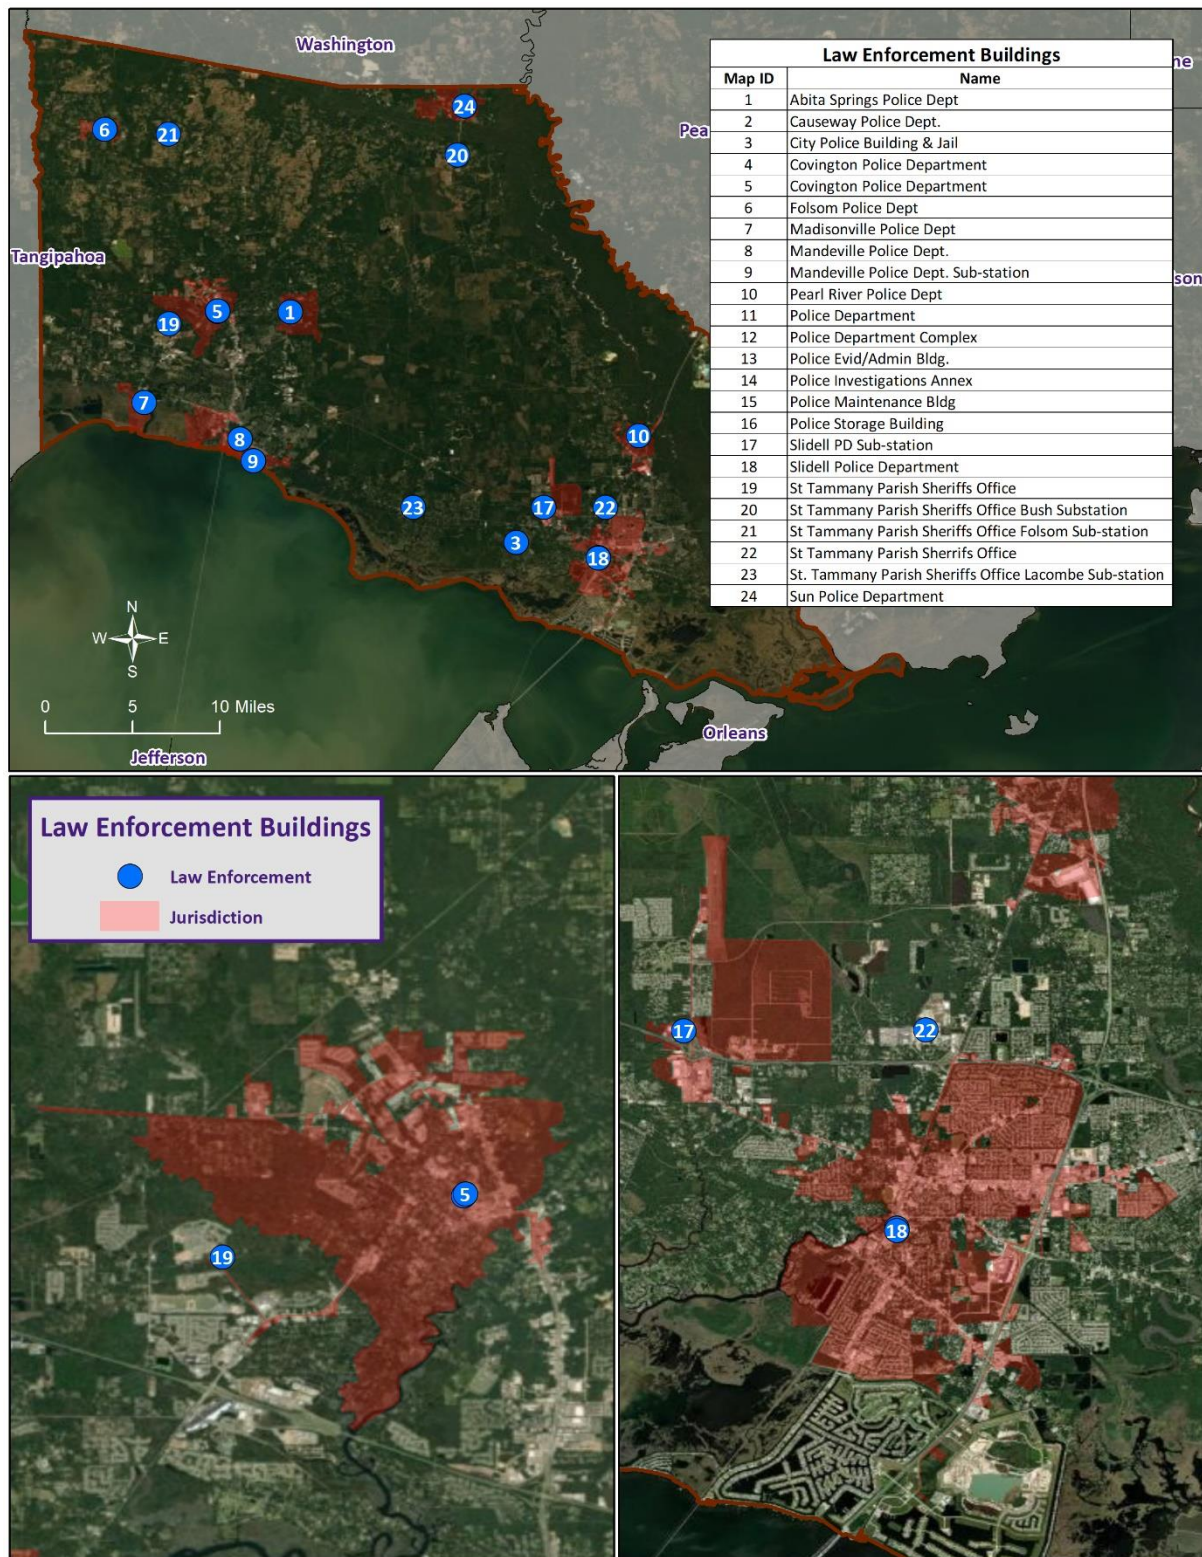 Washington
Law Enforcement Buildings
Map ID Name
1 Abita Springs Police Dept
2 Causeway Police Dept.
3 City Police Building & Jail
4 Covington Police Department
5 Covington Police Department
6 Folsom Police Dept
7 Madisonville Police Dept
8 Mandeville Police Dept.
9 Mandeville Police Dept. Sub-station
10 Pearl River Police Dept
11 Police Department
12 Police Department Complex
13 Police Evid/Admin Bldg.
14 Police Investigations Annex
15 Police Maintenance Bldg
16 Police Storage Building
17 Slidell PD Sub-station
18 Slidell Police Department
19 St Tammany Parish Sheriffs Office
20 St Tammany Parish Sheriffs Office Bush Substation
21 St Tammany Parish Sheriffs Office Folsom Sub-station
22 St Tammany Parish Sherrifs Office
23 St. Tammany Parish Sheriffs Office Lacombe Sub-station
24 Sun Police Department
ne
Pea
son
24
6
21
20
Tangipahoa
5
1
19
7
10
8
9
23
17
22
3
18
N
W E
S
0 5 10 Miles
Orleans
Jefferson
Law Enforcement Buildings
Law Enforcement
Jurisdiction
5
19
17
22
18